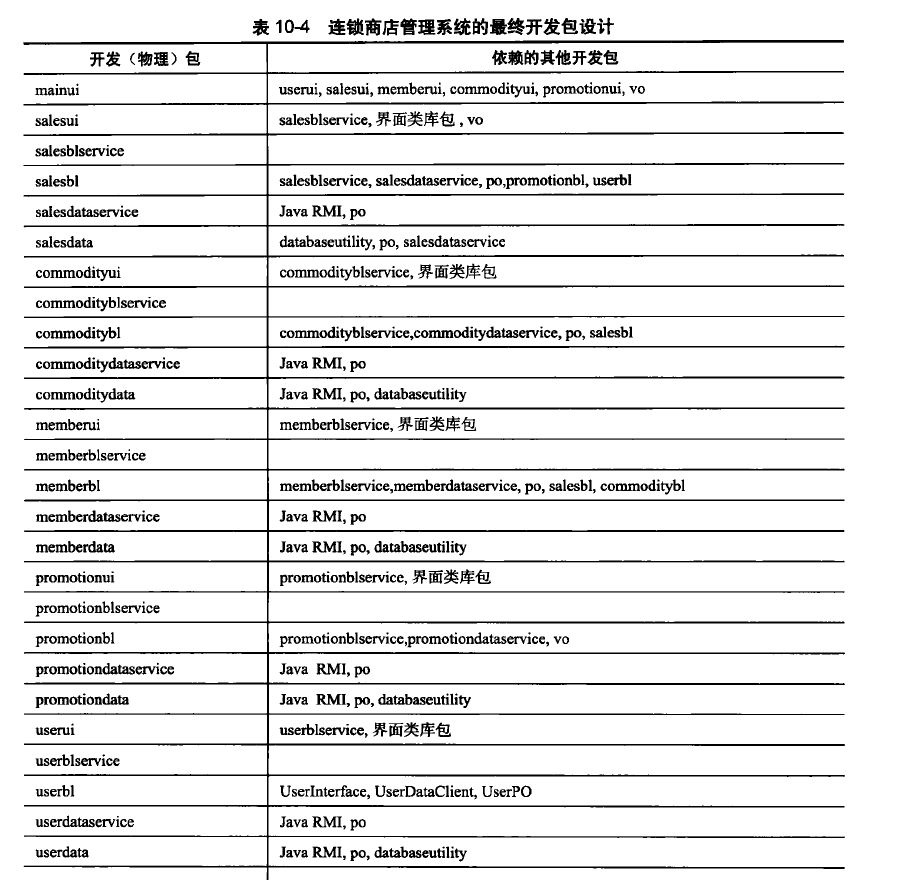 表 10-4 连锁商店管理系统的最终开发包设计
开发（物理）包 依赖的其他开发包
mainui userui, salesui, memberui, commodityui, promotionui, vo
salesui salesblservice, 界面类库包 , vo
salesblservice
salesbl salesblservice, salesdataservice, po,promotionbl, userbl
salesdataservice Java RMI, po
salesdata databaseutility, po, salesdataservice
commodityui commodityblservice, 界面类库包
commodityblservice
commoditybl commodityblservice,commoditydataservice, po, salesbl
commoditydataservice Java RMI, po
commoditydata Java RMI, po, databaseutility
memberui memberblservice, 界面类库包
memberblservice
memberbl memberblservice,memberdataservice, po, salesbl, commoditybl
memberdataservice Java RMI, po
memberdata Java RMI, po, databaseutility
promotionui promotionblservice, 界面类库包
promotionblservice
promotionbl promotionblservice,promotiondataservice, vo
promotiondataservice Java RMI, po
promotiondata Java RMI, po, databaseutility
userui userblservice, 界面类库包
userblservice
userbl UserInterface, UserDataClient, UserPO
userdataservice Java RMI, po
userdata Java RMI, po, databaseutility